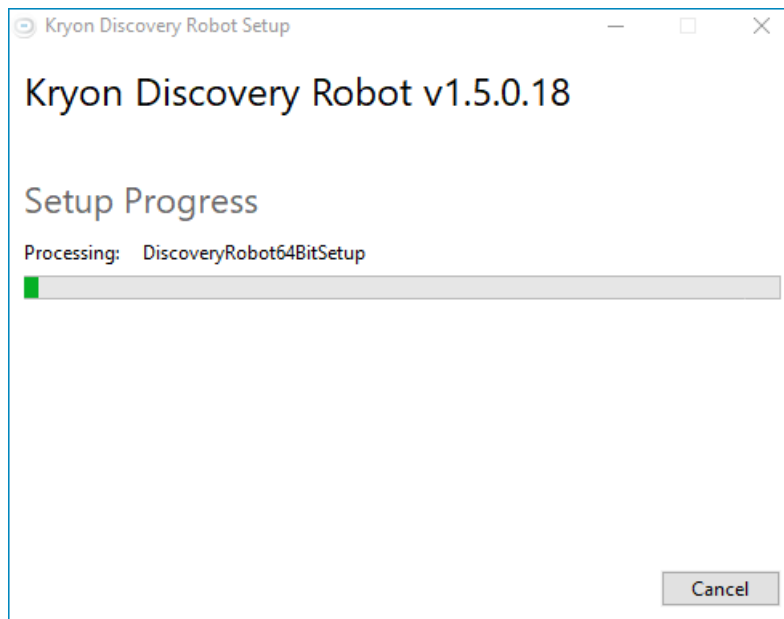 Kryon Discovery Robot Setup
Kryon Discovery Robot v1.5.0.18
Setup Progress
Processing: DiscoveryRobot64BitSetup
Cancel